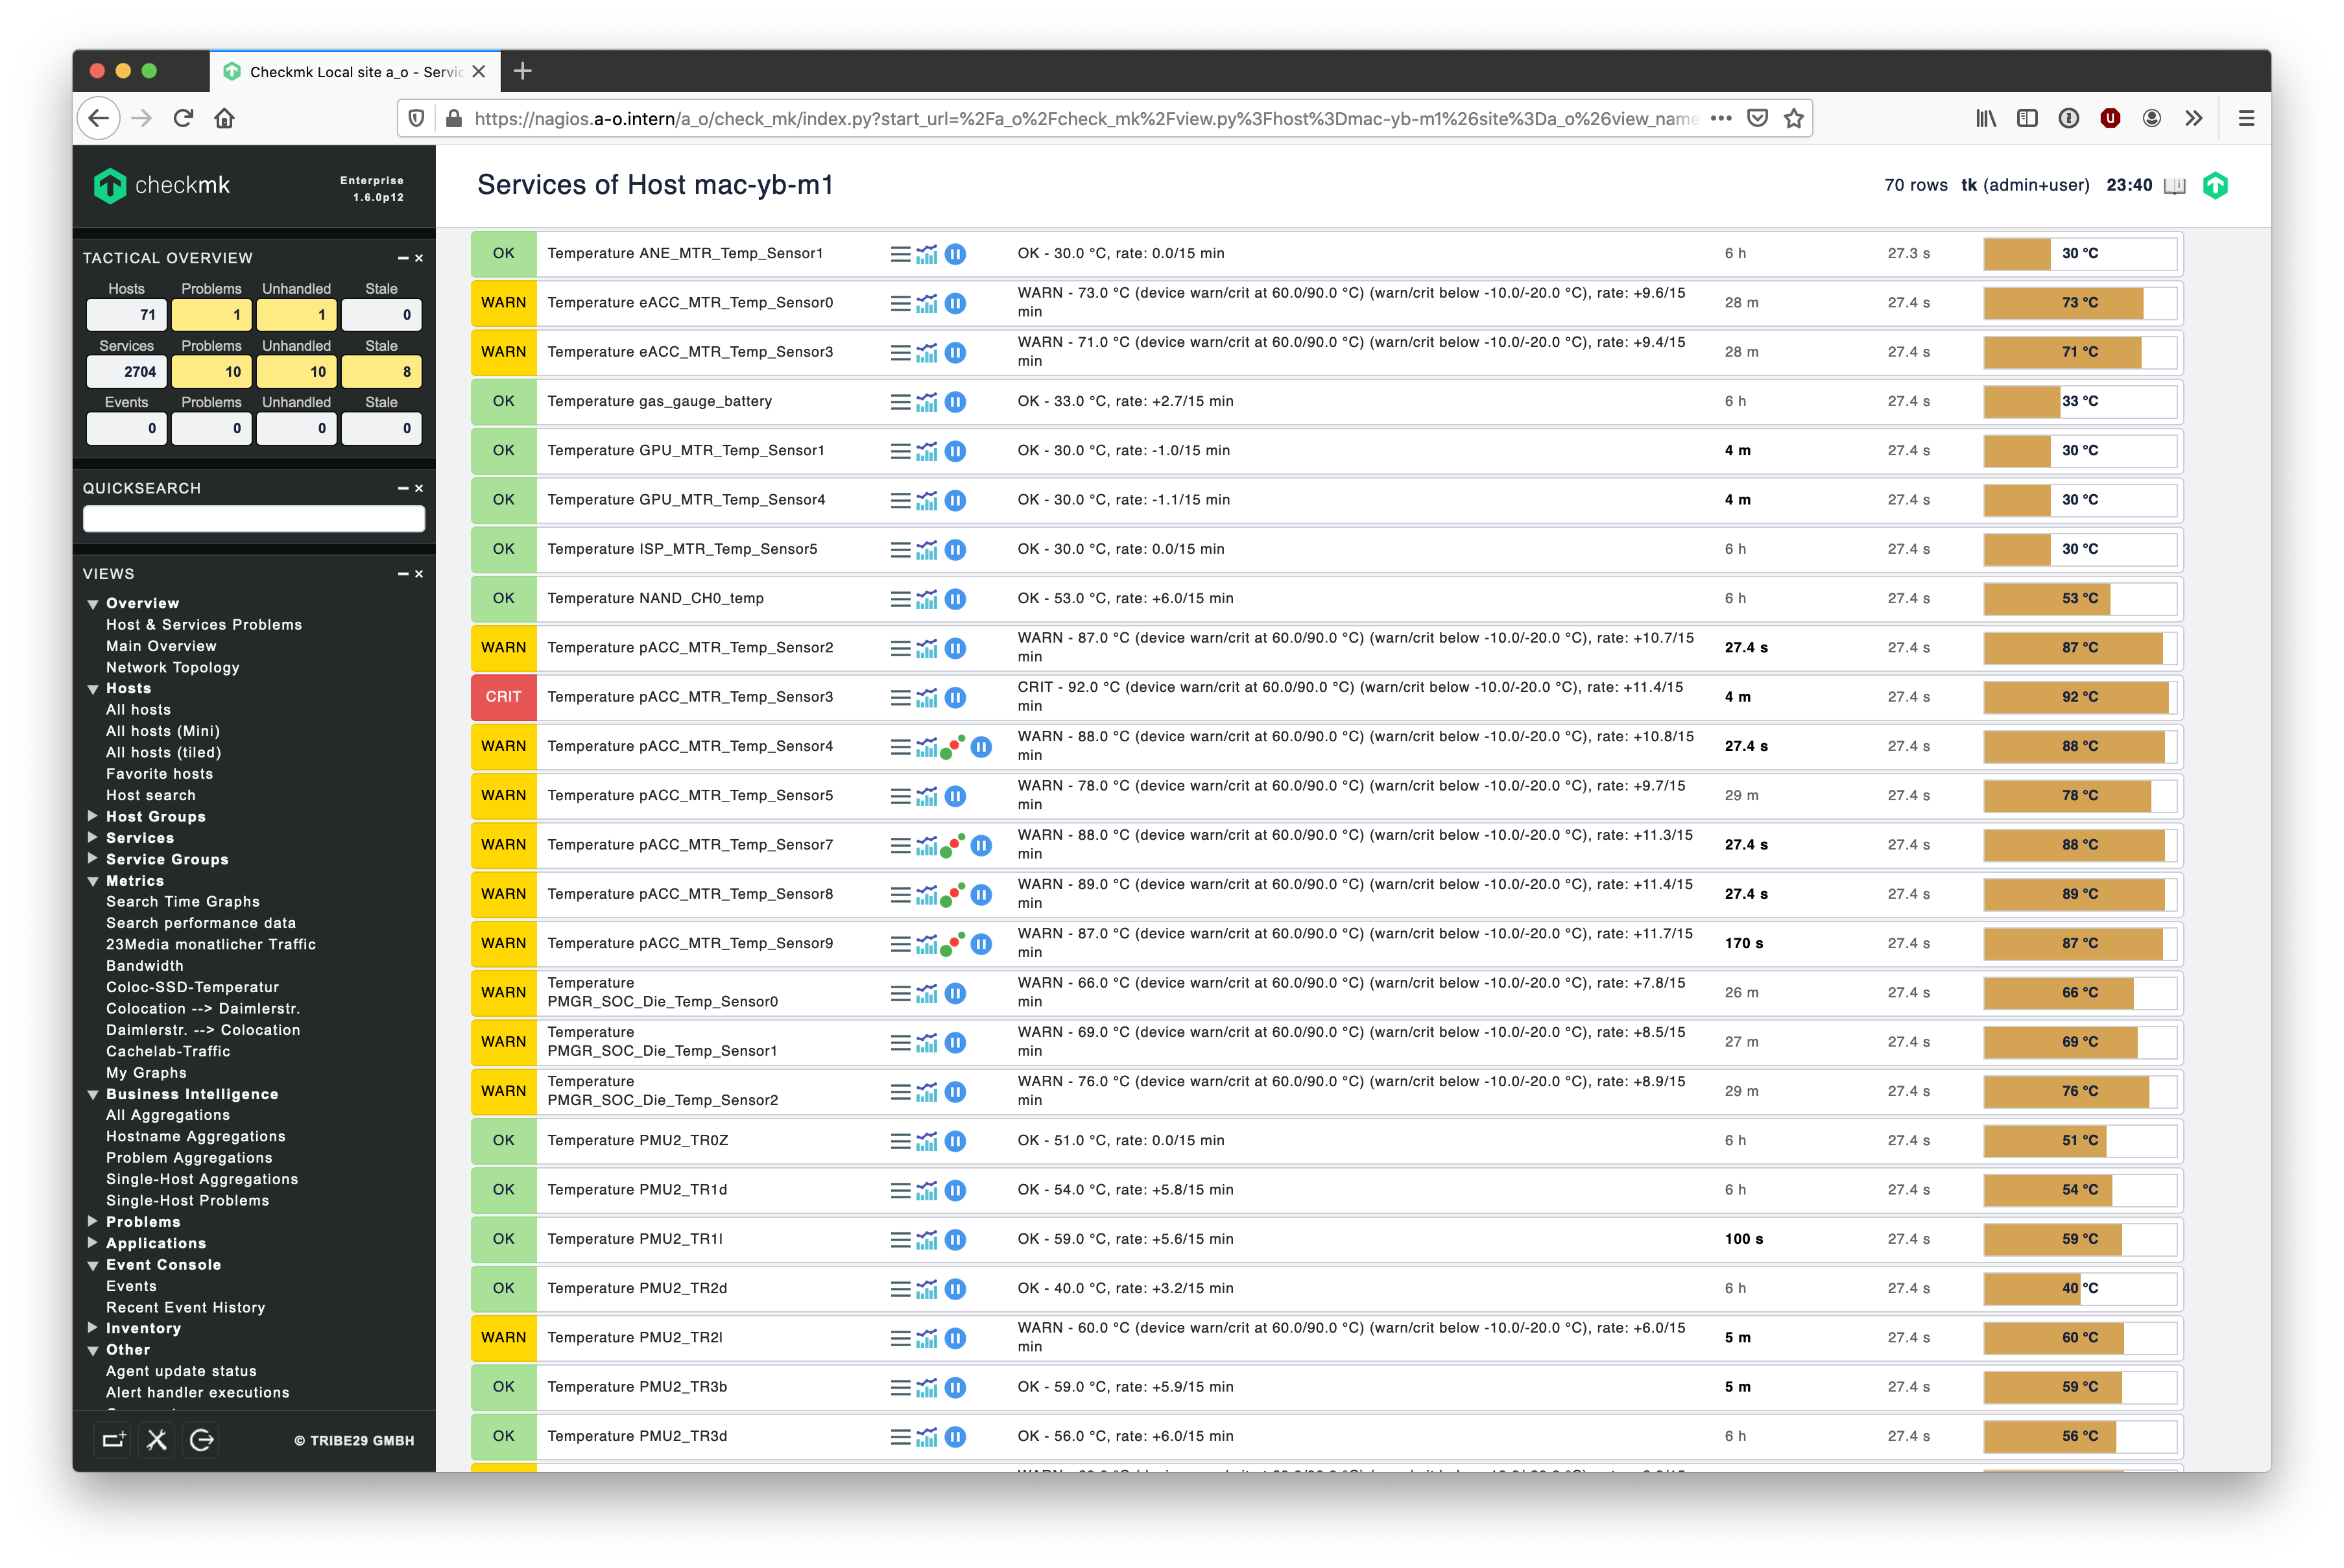 Checkmk Local site a_o - Servic
https://nagios.a-o.intern/a_o/check_mk/index.py?start_url=%2Fa_o%2Fcheck_mk%2Fview.py%3Fhost%3Dmac-yb-m1%26site%3Da_o%26view_name
checkmk
Enterprise
1.6.0p12
Services of Host mac-yb-m1
70 rows tk (admin+user) 23:40
TACTICAL OVERVIEW
Hosts Problems Unhandled Stale
71 1 1 0
Services Problems Unhandled Stale
2704 10 10 8
Events Problems Unhandled Stale
0 0 0 0
QUICKSEARCH
VIEWS
Overview
Host & Services Problems
Main Overview
Network Topology
Hosts
All hosts
All hosts (Mini)
All hosts (tiled)
Favorite hosts
Host search
Host Groups
Services
Service Groups
Metrics
Search Time Graphs
Search performance data
23Media monatlicher Traffic
Bandwidth
Coloc-SSD-Temperatur
Colocation --> Daimlerstr.
Daimlerstr. --> Colocation
Cachelab-Traffic
My Graphs
Business Intelligence
All Aggregations
Hostname Aggregations
Problem Aggregations
Single-Host Aggregations
Single-Host Problems
Problems
Applications
Event Console
Events
Recent Event History
Inventory
Other
Agent update status
Alert handler executions
© TRIBE29 GMBH
OK Temperature ANE_MTR_Temp_Sensor1 OK - 30.0 °C, rate: 0.0/15 min 6 h 27.3 s 30 °C
WARN Temperature eACC_MTR_Temp_Sensor0 WARN - 73.0 °C (device warn/crit at 60.0/90.0 °C) (warn/crit below -10.0/-20.0 °C), rate: +9.6/15 28 m 27.4 s 73 °C
min
WARN Temperature eACC_MTR_Temp_Sensor3 WARN - 71.0 °C (device warn/crit at 60.0/90.0 °C) (warn/crit below -10.0/-20.0 °C), rate: +9.4/15 28 m 27.4 s 71 °C
min
OK Temperature gas_gauge_battery OK - 33.0 °C, rate: +2.7/15 min 6 h 27.4 s 33 °C
OK Temperature GPU_MTR_Temp_Sensor1 OK - 30.0 °C, rate: -1.0/15 min 4 m 27.4 s 30 °C
OK Temperature GPU_MTR_Temp_Sensor4 OK - 30.0 °C, rate: -1.1/15 min 4 m 27.4 s 30 °C
OK Temperature ISP_MTR_Temp_Sensor5 OK - 30.0 °C, rate: 0.0/15 min 6 h 27.4 s 30 °C
OK Temperature NAND_CH0_temp OK - 53.0 °C, rate: +6.0/15 min 6 h 27.4 s 53 °C
WARN Temperature pACC_MTR_Temp_Sensor2 WARN - 87.0 °C (device warn/crit at 60.0/90.0 °C) (warn/crit below -10.0/-20.0 °C), rate: +10.7/15 27.4 s 27.4 s 87 °C
min
CRIT Temperature pACC_MTR_Temp_Sensor3 CRIT - 92.0 °C (device warn/crit at 60.0/90.0 °C) (warn/crit below -10.0/-20.0 °C), rate: +11.4/15 4 m 27.4 s 92 °C
min
WARN Temperature pACC_MTR_Temp_Sensor4 WARN - 88.0 °C (device warn/crit at 60.0/90.0 °C) (warn/crit below -10.0/-20.0 °C), rate: +10.8/15 27.4 s 27.4 s 88 °C
min
WARN Temperature pACC_MTR_Temp_Sensor5 WARN - 78.0 °C (device warn/crit at 60.0/90.0 °C) (warn/crit below -10.0/-20.0 °C), rate: +9.7/15 29 m 27.4 s 78 °C
min
WARN Temperature pACC_MTR_Temp_Sensor7 WARN - 88.0 °C (device warn/crit at 60.0/90.0 °C) (warn/crit below -10.0/-20.0 °C), rate: +11.3/15 27.4 s 27.4 s 88 °C
min
WARN Temperature pACC_MTR_Temp_Sensor8 WARN - 89.0 °C (device warn/crit at 60.0/90.0 °C) (warn/crit below -10.0/-20.0 °C), rate: +11.4/15 27.4 s 27.4 s 89 °C
min
WARN Temperature pACC_MTR_Temp_Sensor9 WARN - 87.0 °C (device warn/crit at 60.0/90.0 °C) (warn/crit below -10.0/-20.0 °C), rate: +11.7/15 170 s 27.4 s 87 °C
min
WARN Temperature WARN - 66.0 °C (device warn/crit at 60.0/90.0 °C) (warn/crit below -10.0/-20.0 °C), rate: +7.8/15 26 m 27.4 s 66 °C
PMGR_SOC_Die_Temp_Sensor0 min
WARN Temperature WARN - 69.0 °C (device warn/crit at 60.0/90.0 °C) (warn/crit below -10.0/-20.0 °C), rate: +8.5/15 27 m 27.4 s 69 °C
PMGR_SOC_Die_Temp_Sensor1 min
WARN Temperature WARN - 76.0 °C (device warn/crit at 60.0/90.0 °C) (warn/crit below -10.0/-20.0 °C), rate: +8.9/15 29 m 27.4 s 76 °C
PMGR_SOC_Die_Temp_Sensor2 min
OK Temperature PMU2_TR0Z OK - 51.0 °C, rate: 0.0/15 min 6 h 27.4 s 51 °C
OK Temperature PMU2_TR1d OK - 54.0 °C, rate: +5.8/15 min 6 h 27.4 s 54 °C
OK Temperature PMU2_TR1l OK - 59.0 °C, rate: +5.6/15 min 100 s 27.4 s 59 °C
OK Temperature PMU2_TR2d OK - 40.0 °C, rate: +3.2/15 min 6 h 27.4 s 40 °C
WARN Temperature PMU2_TR2l WARN - 60.0 °C (device warn/crit at 60.0/90.0 °C) (warn/crit below -10.0/-20.0 °C), rate: +6.0/15 5 m 27.4 s 60 °C
min
OK Temperature PMU2_TR3b OK - 59.0 °C, rate: +5.9/15 min 5 m 27.4 s 59 °C
OK Temperature PMU2_TR3d OK - 56.0 °C, rate: +6.0/15 min 6 h 27.4 s 56 °C